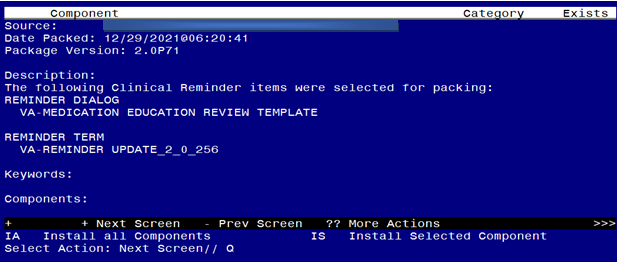 Component Category Exists
Source:
Date Packed: 12/29/2021@06:20:41
Package Version: 2.0P71
Description:
The following Clinical Reminder items were selected for packing:
REMINDER DIALOG
VA-MEDICATION EDUCATION REVIEW TEMPLATE
REMINDER TERM
VA-REMINDER UPDATE_2_0_256
Keywords:
Components:
+ + Next Screen - Prev Screen ?? More Actions >>>
IA Install all Components IS Install Selected Component
Select Action: Next Screen// Q